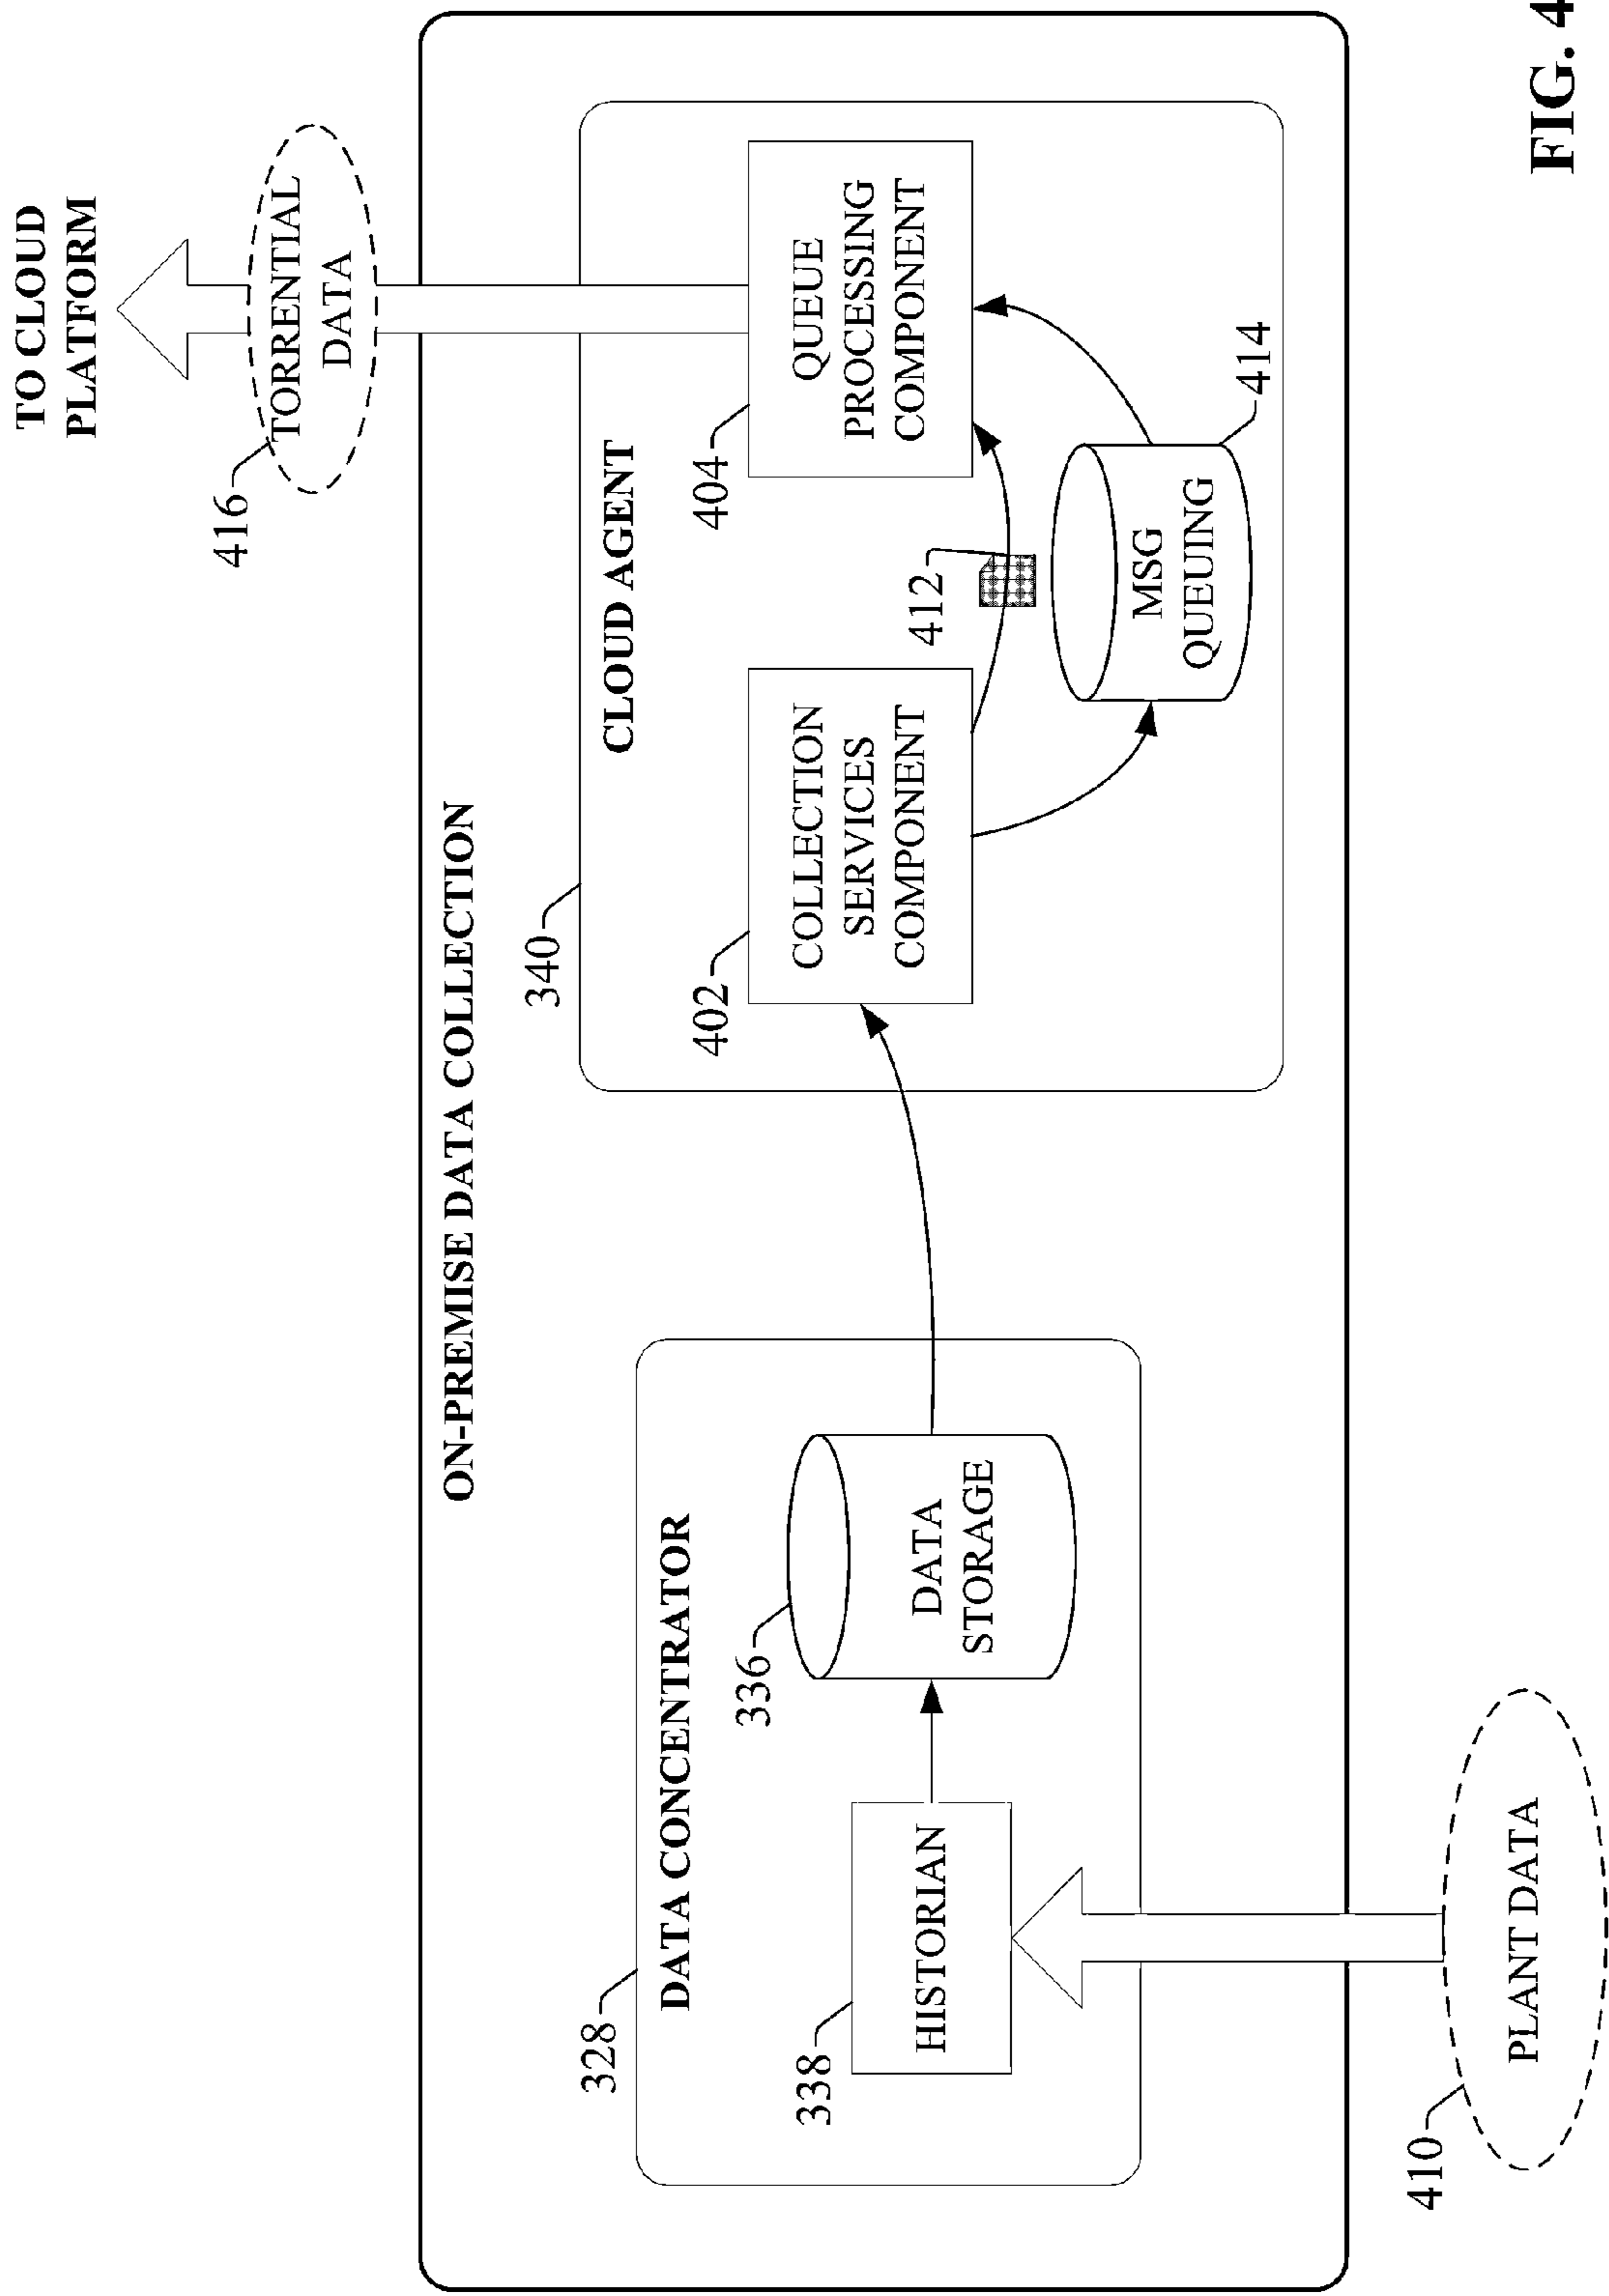 TO CLOUD
PLATFORM
416
TORRENTIAL
DATA
ON-PREMISE DATA COLLECTION
340
CLOUD AGENT
328
DATA CONCENTRATOR
402
404
COLLECTION
SERVICES
COMPONENT
QUEUE
PROCESSING
COMPONENT
336
338
HISTORIAN
DATA
STORAGE
412
MSG
QUEUING
414
410
PLANT DATA
FIG. 4